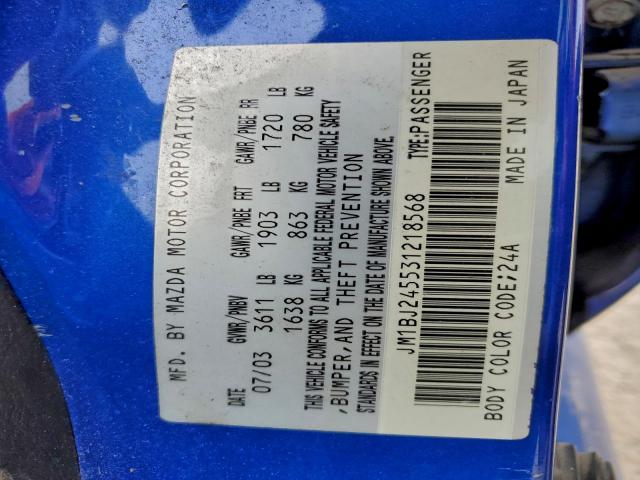 MFD. BY MAZDA MOTOR CORPORATION
DATE GVWR/PNBV GAWR/PNBE FRT GAWR/PNBE RR
07/03 3611 LB 1903 LB 1720 LB
1638 KG 863 KG 780 KG
THIS VEHICLE CONFORMS TO ALL APPLICABLE FEDERAL MOTOR VEHICLE SAFETY
,BUMPER,AND THEFT PREVENTION
STANDARDS IN EFFECT ON THE DATE OF MANUFACTURE SHOWN ABOVE.
JM1BJ245531218568 TYPE:PASSENGER
BODY COLOR CODE;24A MADE IN JAPAN